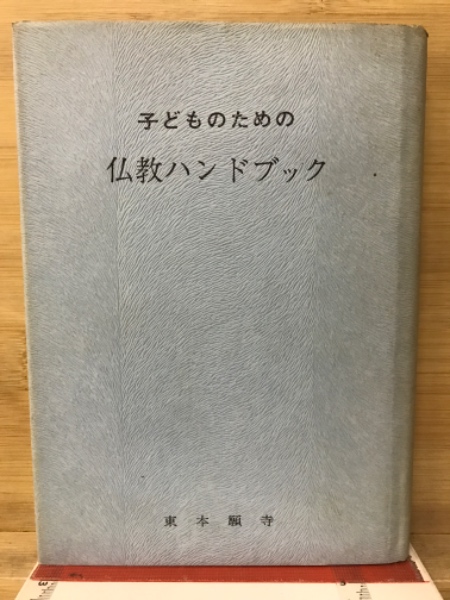 子どものための
仏教ハンドブック
東本願寺